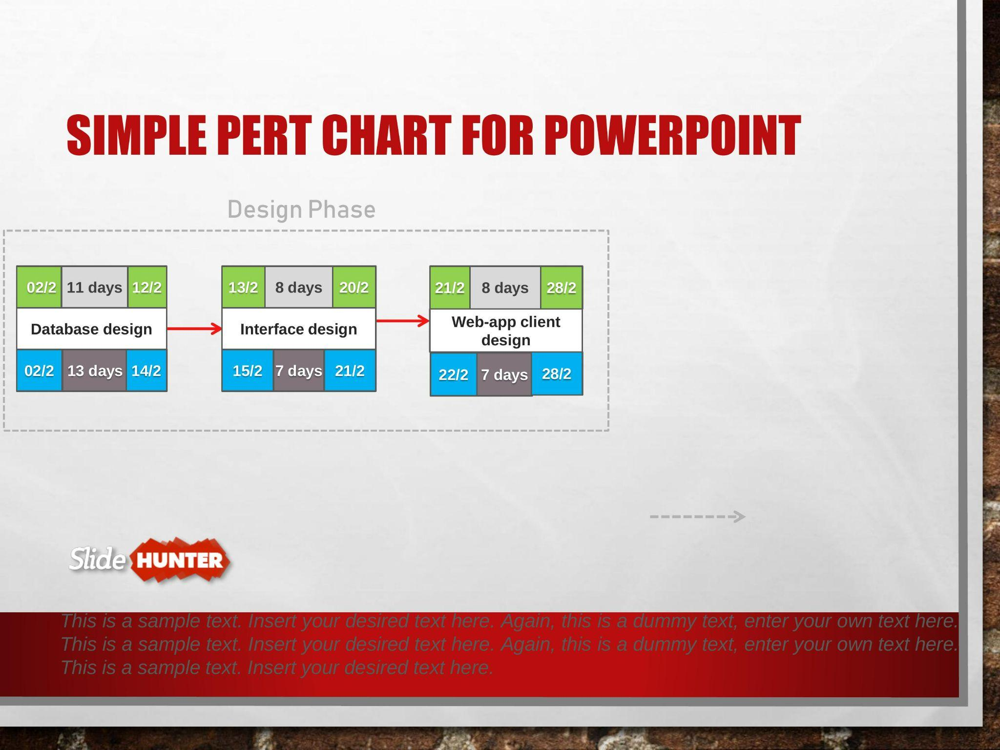 SIMPLE PERT CHART FOR POWERPOINT
Design Phase
02/2 11 days 12/2
Database design
02/2 13 days 14/2
13/2 8 days 20/2
Interface design
15/2 7 days 21/2
21/2 8 days 28/2
Web-app client
design
22/2 7 days 28/2
Slide HUNTER
This is a sample text. Insert your desired text here. Again, this is a dummy text, enter your own text here.
This is a sample text. Insert your desired text here. Again, this is a dummy text, enter your own text here.
This is a sample text. Insert your desired text here.